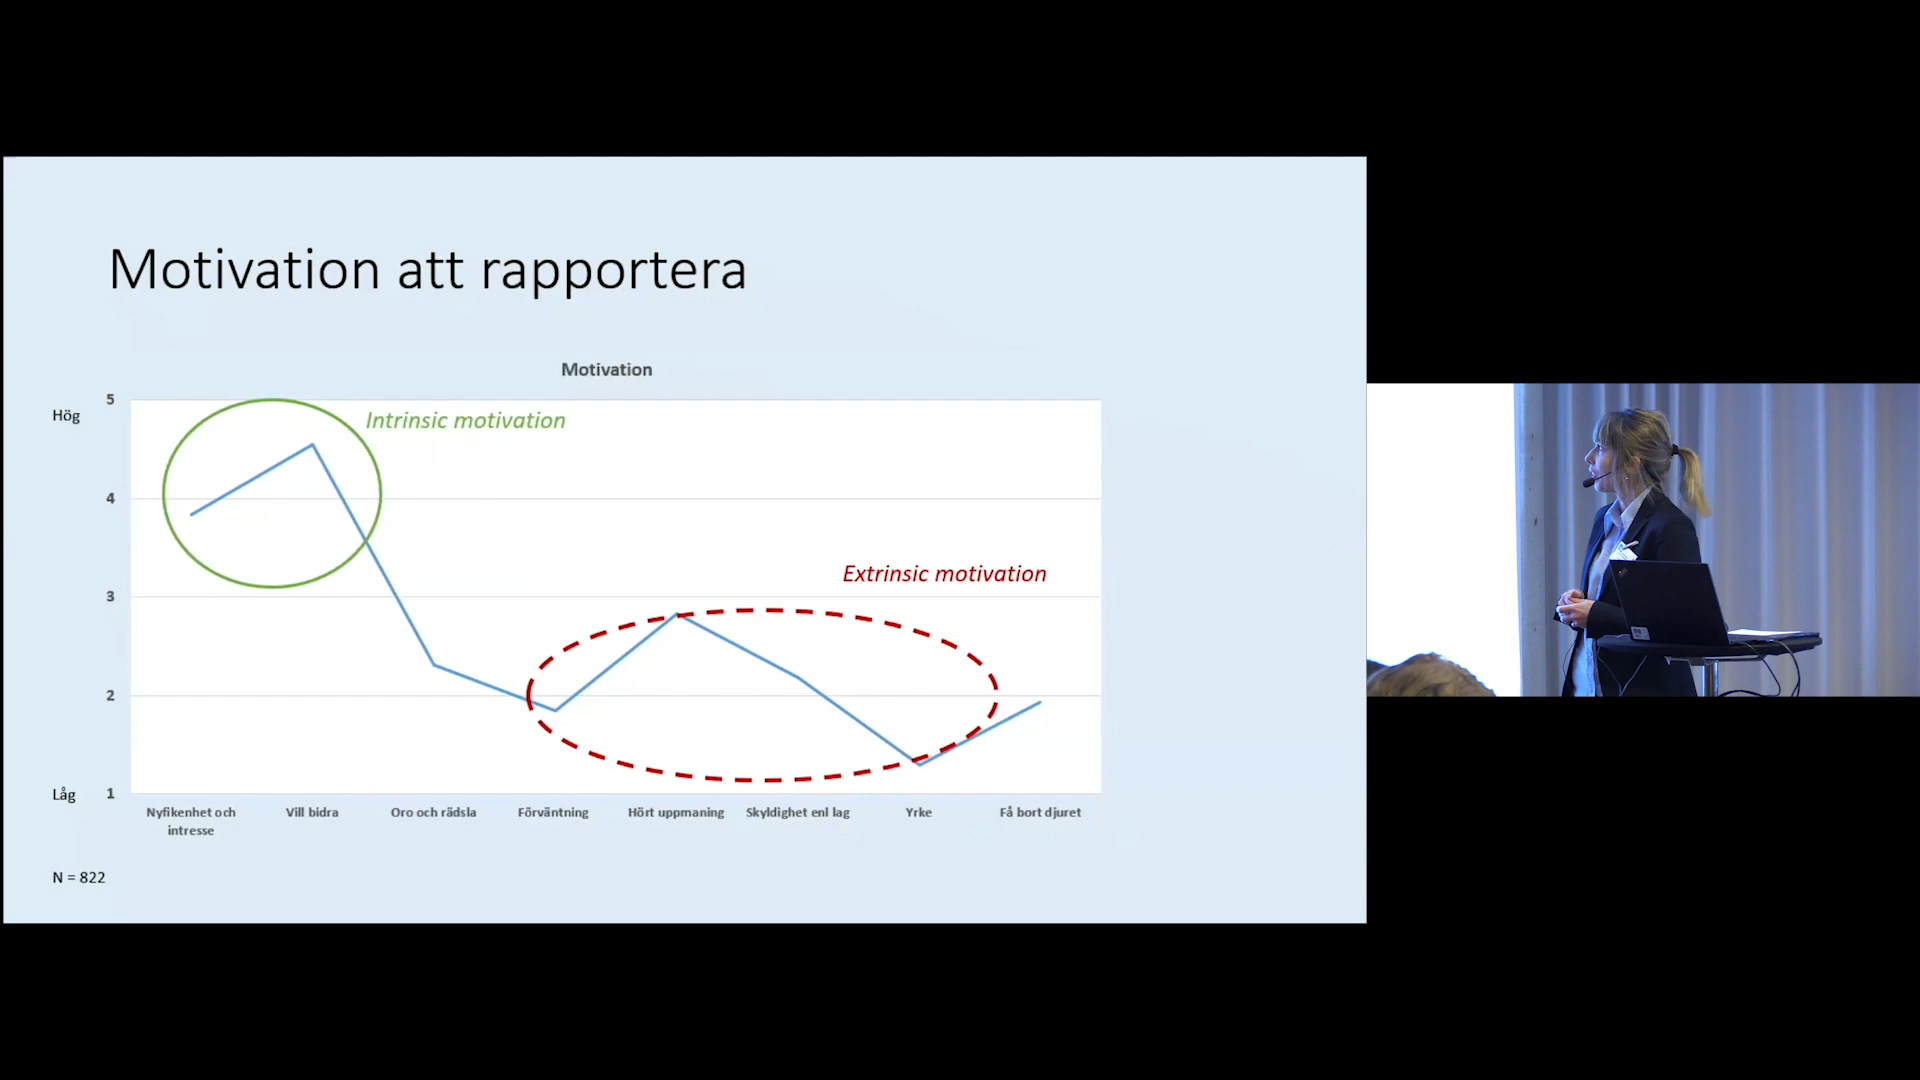 Motivation att rapportera
Motivation
Hög
5
4
3
2
Låg
1
Intrinsic motivation
Extrinsic motivation
Nyfikenhet och
intresse
Vill bidra
Oro och rädsla
Förväntning
Hört uppmaning
Skyldighet enl lag
Yrke
Få bort djuret
N = 822